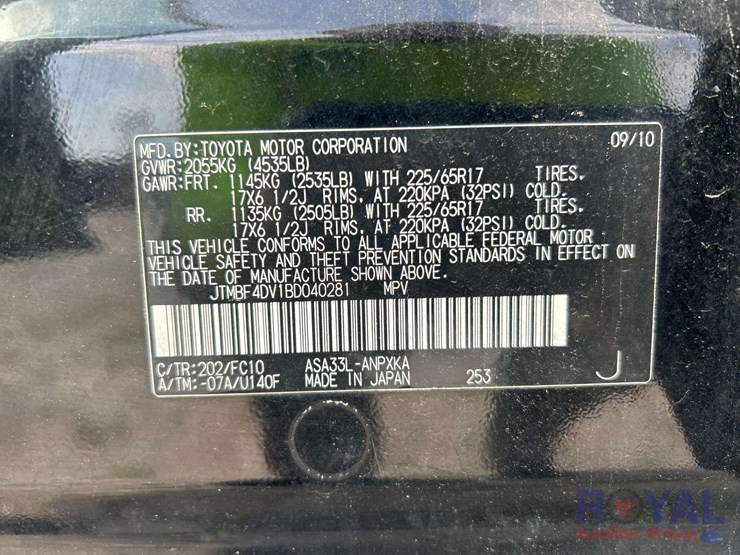 MFD.BY:TOYOTA MOTOR CORPORATION 09/10
GVWR:2055KG (4535LB)
GAWR:FRT. 1145KG (2535LB) WITH 225/65R17 TIRES.
17X6 1/2J RIMS. AT 220KPA (32PSI) COLD.
RR. 1135KG (2505LB) WITH 225/65R17 TIRES.
17X6 1/2J RIMS. AT 220KPA (32PSI) COLD.
THIS VEHICLE CONFORMS TO ALL APPLICABLE FEDERAL MOTOR
VEHICLE SAFETY AND THEFT PREVENTION STANDARDS IN EFFECT ON
THE DATE OF MANUFACTURE SHOWN ABOVE.
JTMBF4DV1BD040281 MPV
C/TR:202/FC10 ASA33L-ANPXKA
A/TM:-07A/U140F MADE IN JAPAN 253 J
ROYAL
Auction Group